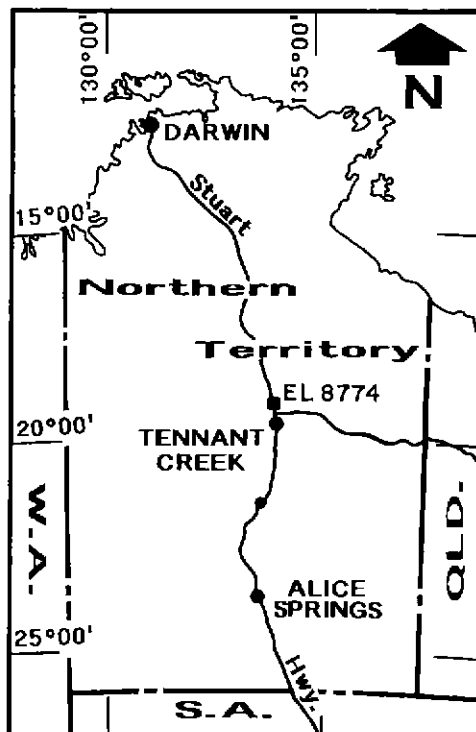 130°00'
135°00'
N
DARWIN
Stuart
15°00'
Northern
Territory
EL 8774
20°00'
TENNANT
CREEK
W.A.
QLD.
ALICE
SPRINGS
25°00'
Hwy.
S.A.